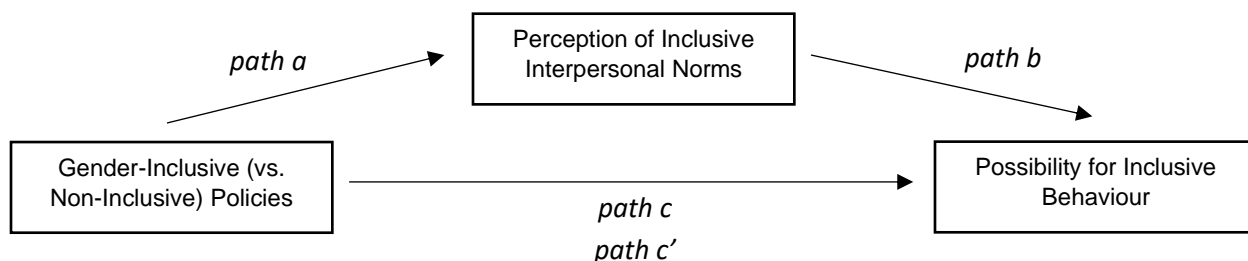 Perception of Inclusive
Interpersonal Norms
path a
path b
Gender-Inclusive (vs.
Non-Inclusive) Policies
Possibility for Inclusive
Behaviour
path c
path c’